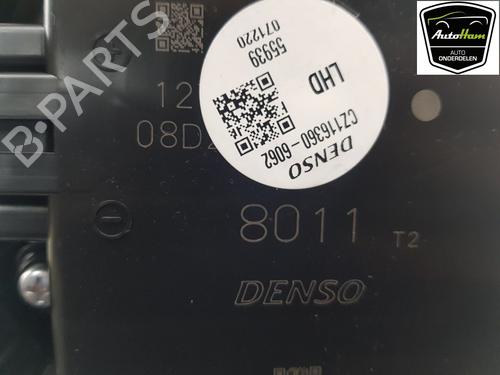 AutoHam
AUTO
ONDERDELEN
B-Parts
12
08D2
071220
55939
LHD
CZ116360-6062
DENSO
8011 T2
DENSO